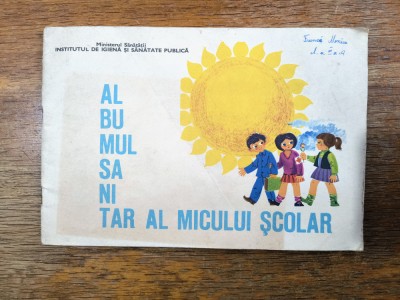 Ministerul Sănătății
INSTITUTUL DE IGIENĂ ȘI SĂNĂTATE PUBLICĂ
AL
BU
MUL
SA
NI
TAR AL MICULUI ȘCOLAR